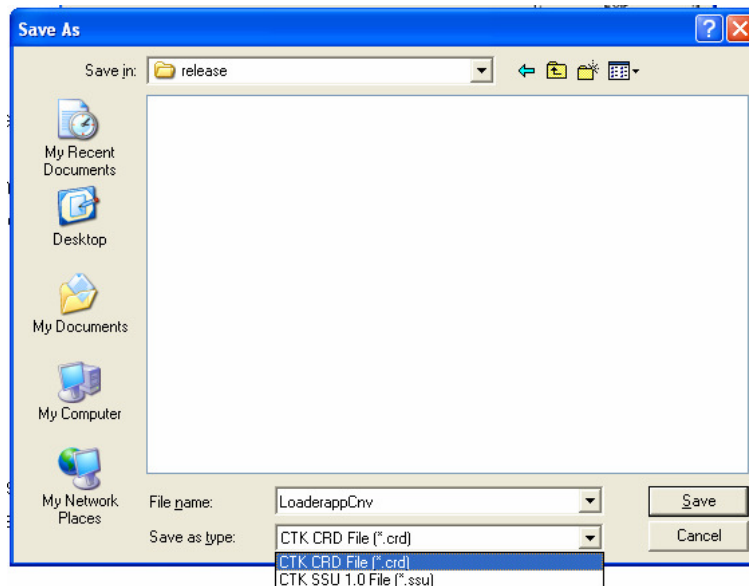 Save As
Save in:
release
My Recent
Documents
Desktop
My Documents
My Computer
My Network
Places
File name:
LoaderappCnv
Save
Save as type:
CTK CRD File (*.crd)
Cancel
CTK CRD File (*.crd)
CTK SSU 1.0 File (*.ssu)